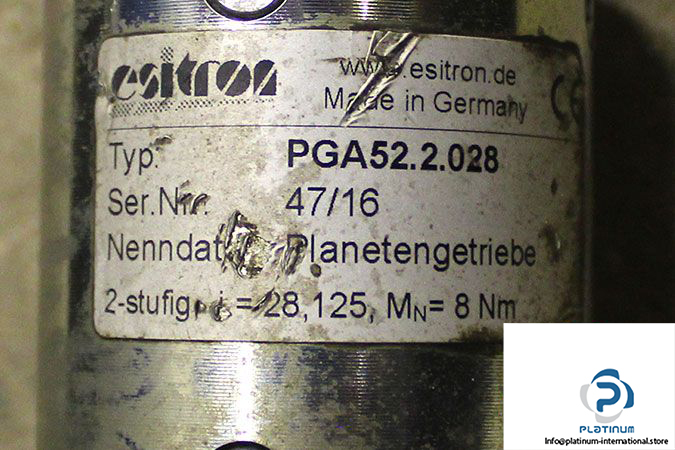 esitron
www.esitron.de
Made in Germany
CE
Typ: PGA52.2.028
Ser.Nr. 47/16
Planetengetriebe
2-stufig, i = 28,125, MN= 8 Nm
PLATINUM
Info@platinum-international.store